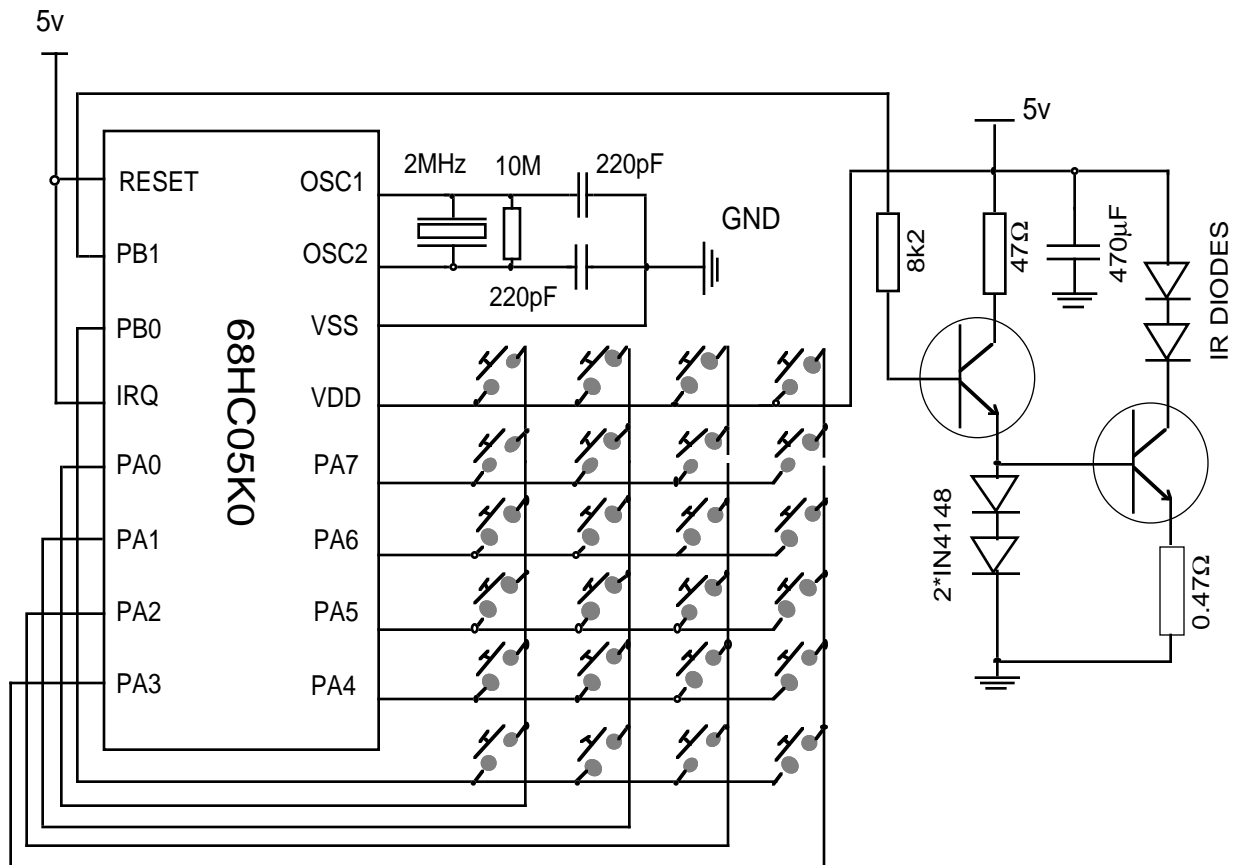 5v
5v
2MHz
10M
220pF
220pF
GND
RESET
PB1
PB0
IRQ
PA0
PA1
PA2
PA3
68HC05K0
OSC1
OSC2
VSS
VDD
PA7
PA6
PA5
PA4
8k2
47Ω
470µF
IR DIODES
2*IN4148
0.47Ω